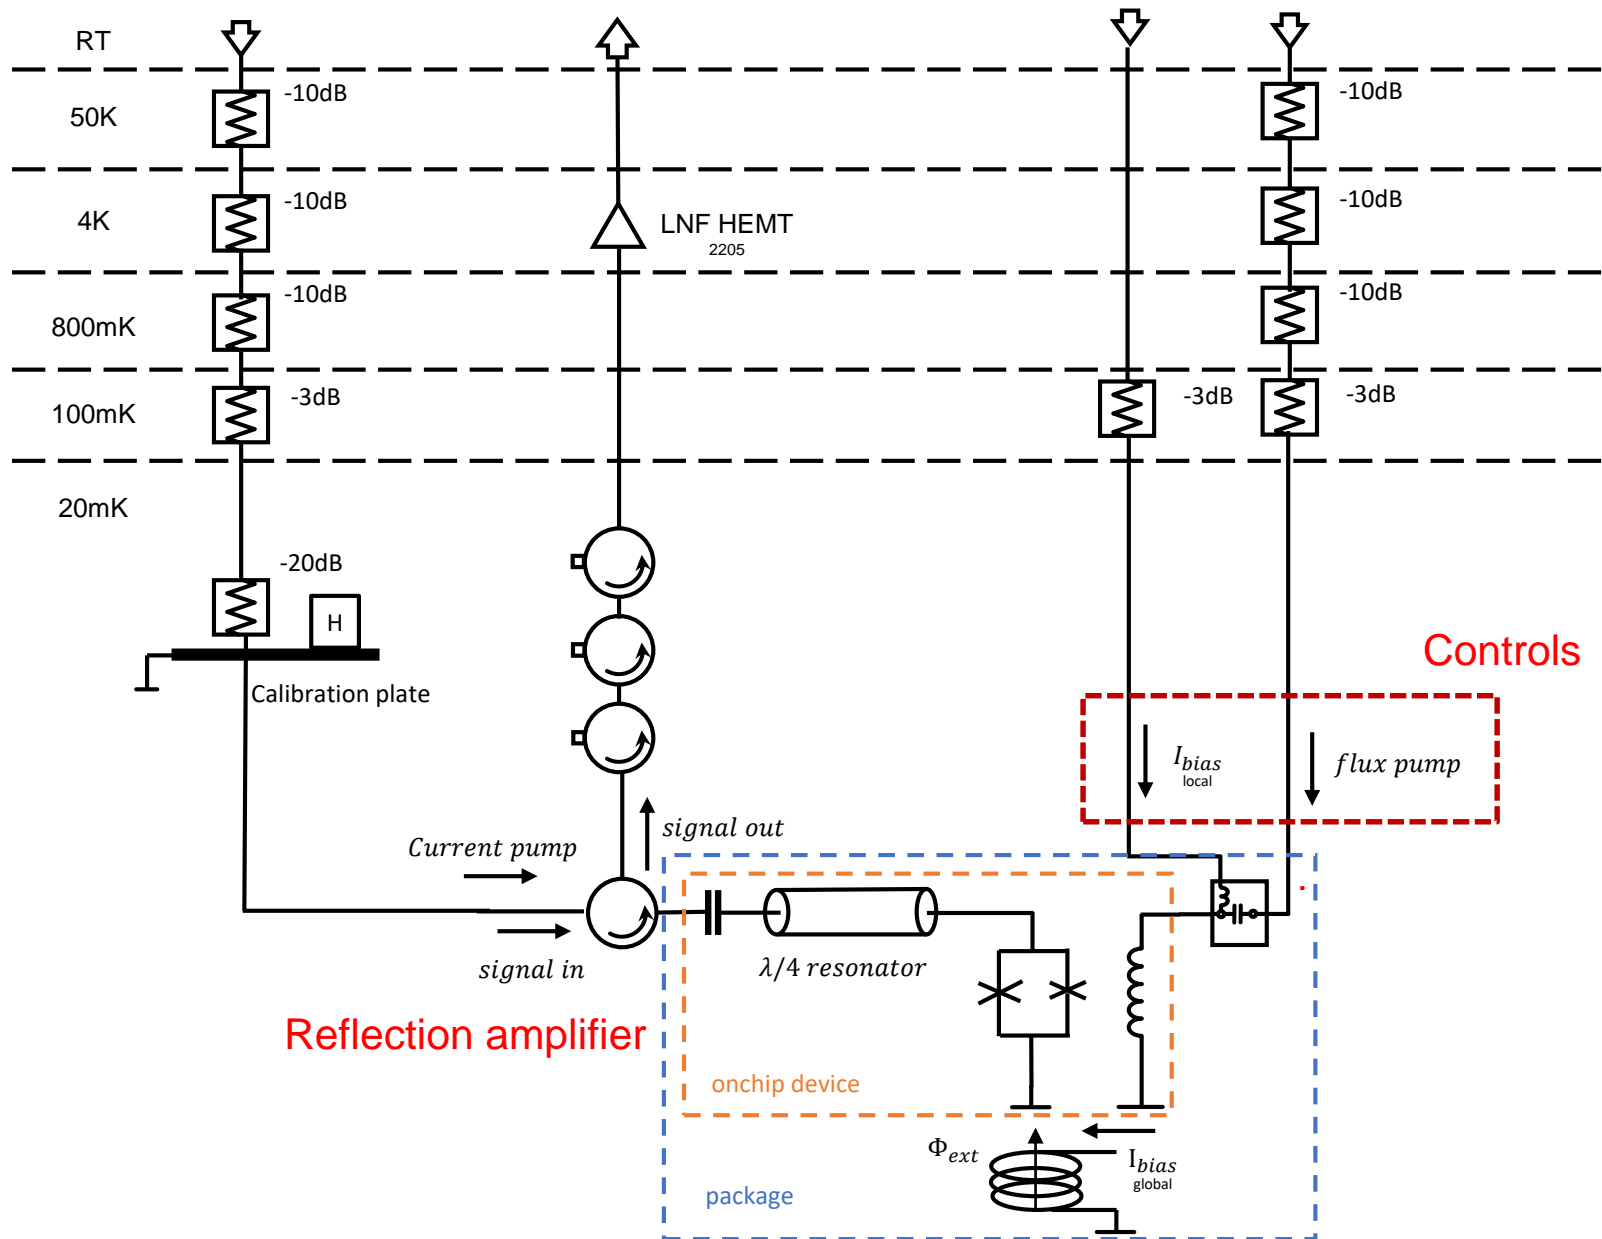 RT
-10dB
-10dB
50K
-10dB
-10dB
4K
LNF HEMT
2205
-10dB
-10dB
800mK
-3dB
-3dB
-3dB
100mK
20mK
-20dB
H
Calibration plate
Controls
I_bias
local
flux pump
signal out
Current pump
signal in
λ/4 resonator
Reflection amplifier
onchip device
Φ_ext
I_bias
global
package